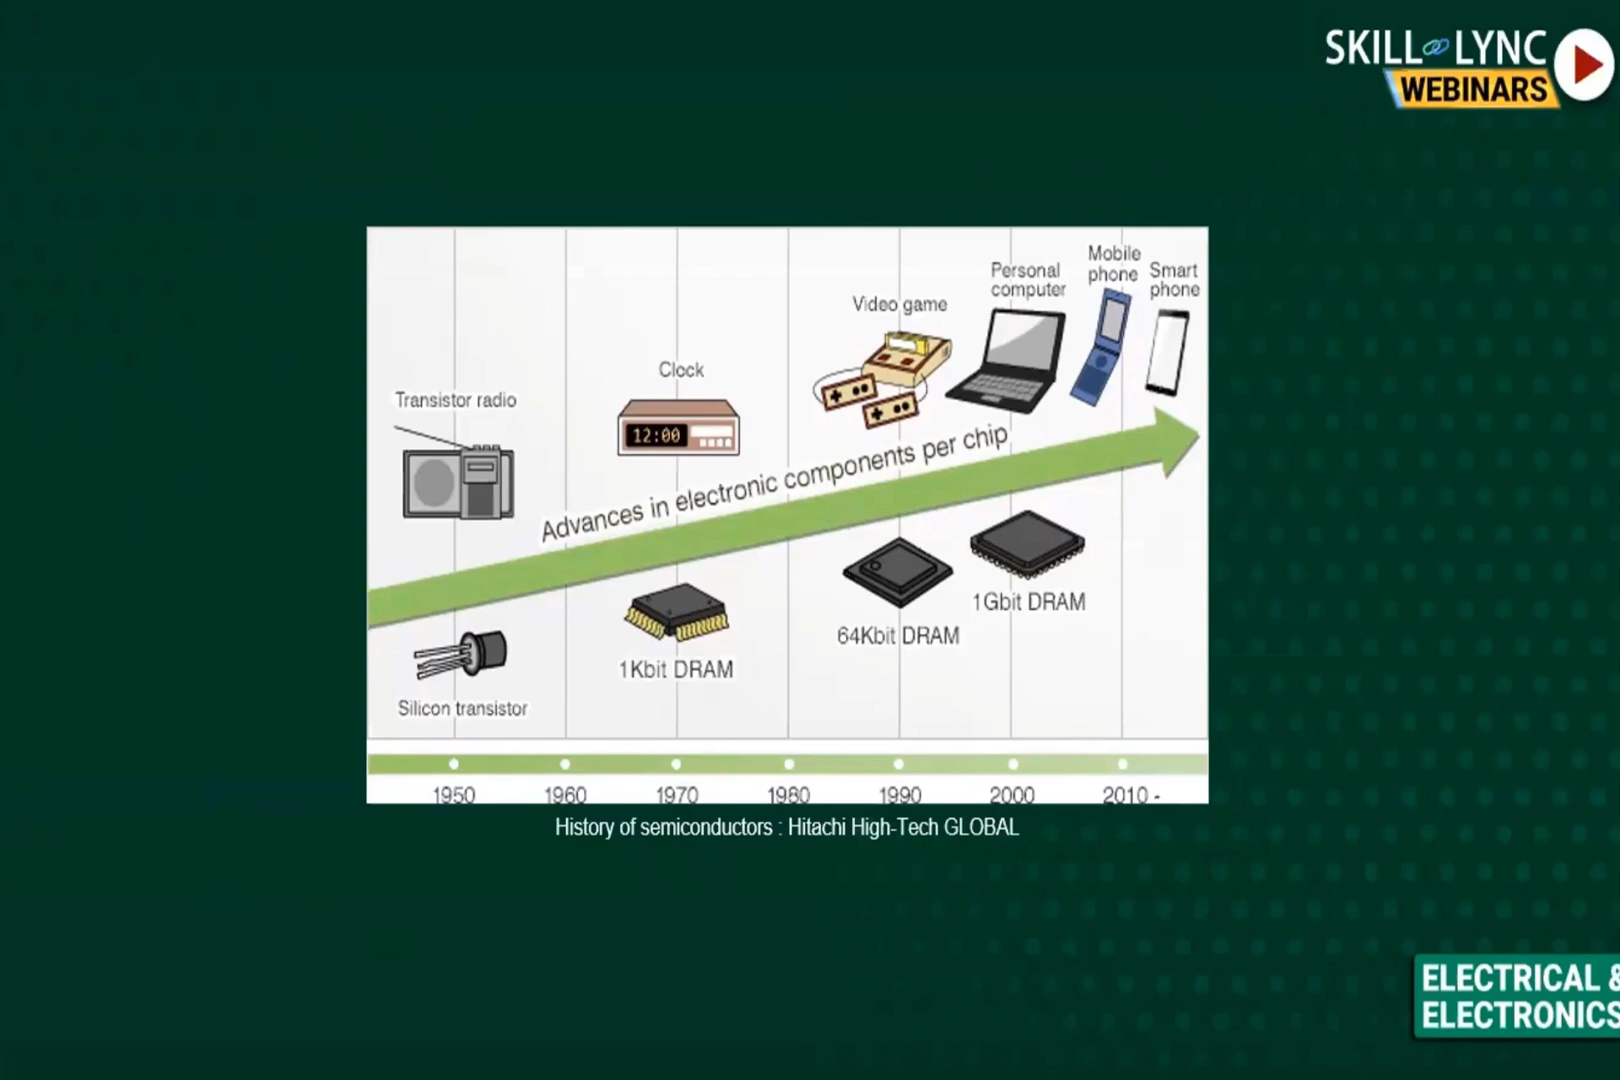 SKILL LYNC
WEBINARS
Mobile
phone
Smart
phone
Personal
computer
Video game
Clock
Transistor radio
12:00
Advances in electronic components per chip
1Gbit DRAM
64Kbit DRAM
1Kbit DRAM
Silicon transistor
1950 1960 1970 1980 1990 2000 2010 -
History of semiconductors : Hitachi High-Tech GLOBAL
ELECTRICAL &
ELECTRONICS